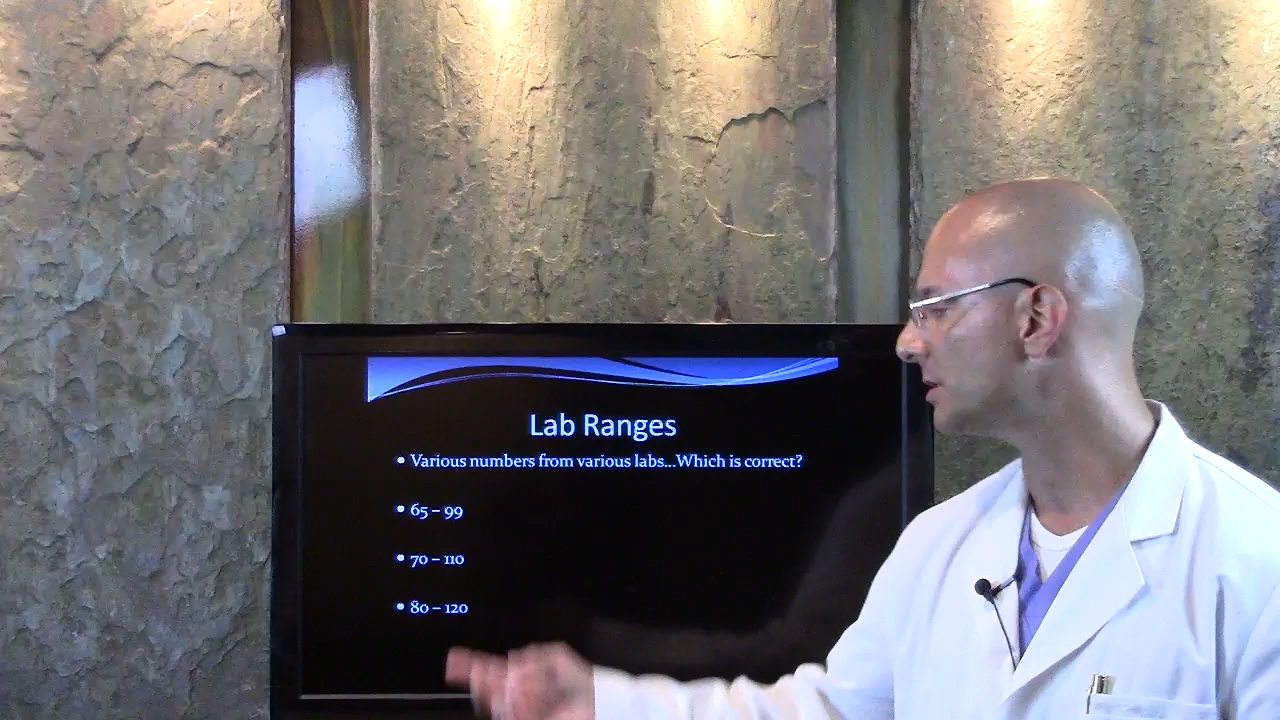 Lab Ranges
• Various numbers from various labs...Which is correct?
• 65 – 99
• 70 – 110
• 80 – 120